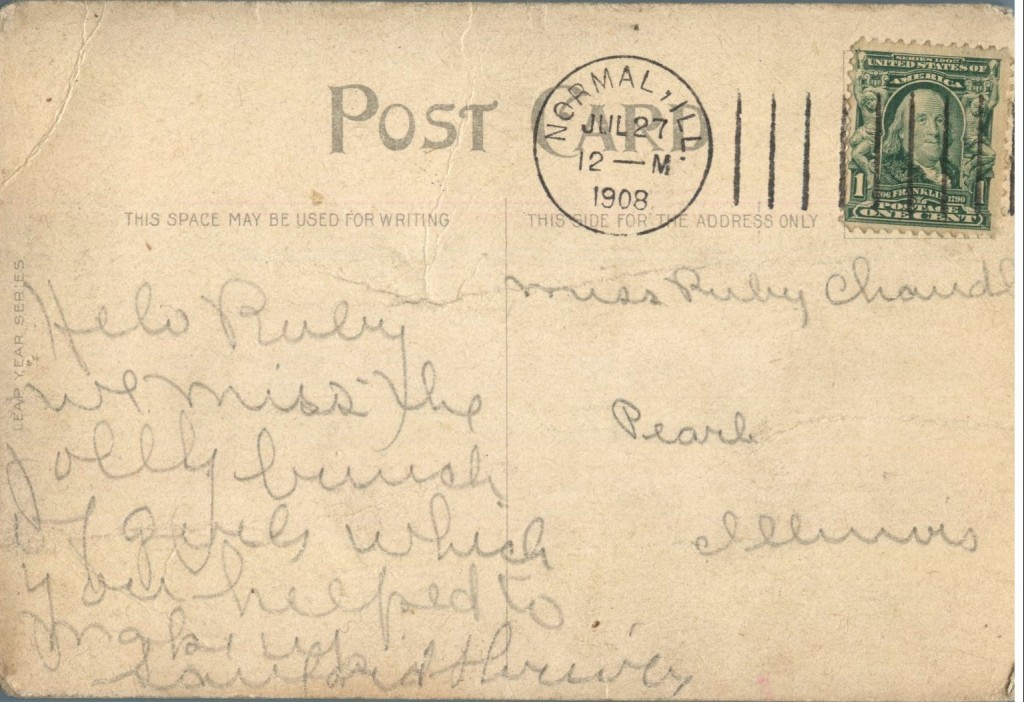 POST CARD
NORMAL, ILL.
JUL 27
12 — M
1908
SERIES 1902
UNITED STATES OF
AMERICA
1 1
FRANKLIN 1790
POSTAGE
ONE CENT
THIS SPACE MAY BE USED FOR WRITING
THIS SIDE FOR THE ADDRESS ONLY
LEAP YEAR SERIES
Helo Ruby
we miss the
jolly bunch
of girls which
you helped to
make up
Miss Ruby Chandl
Pearl
Illinois